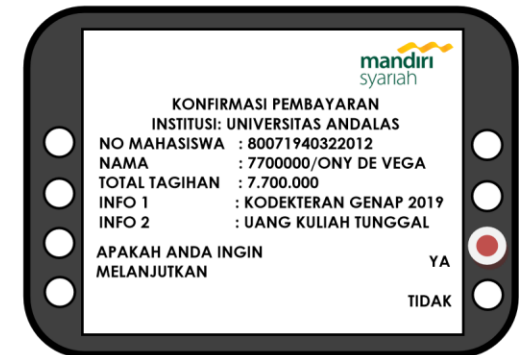 mandiri
syariah
KONFIRMASI PEMBAYARAN
INSTITUSI: UNIVERSITAS ANDALAS
NO MAHASISWA : 80071940322012
NAMA : 7700000/ONY DE VEGA
TOTAL TAGIHAN : 7.700.000
INFO 1 : KODEKTERAN GENAP 2019
INFO 2 : UANG KULIAH TUNGGAL
APAKAH ANDA INGIN
MELANJUTKAN
YA
TIDAK